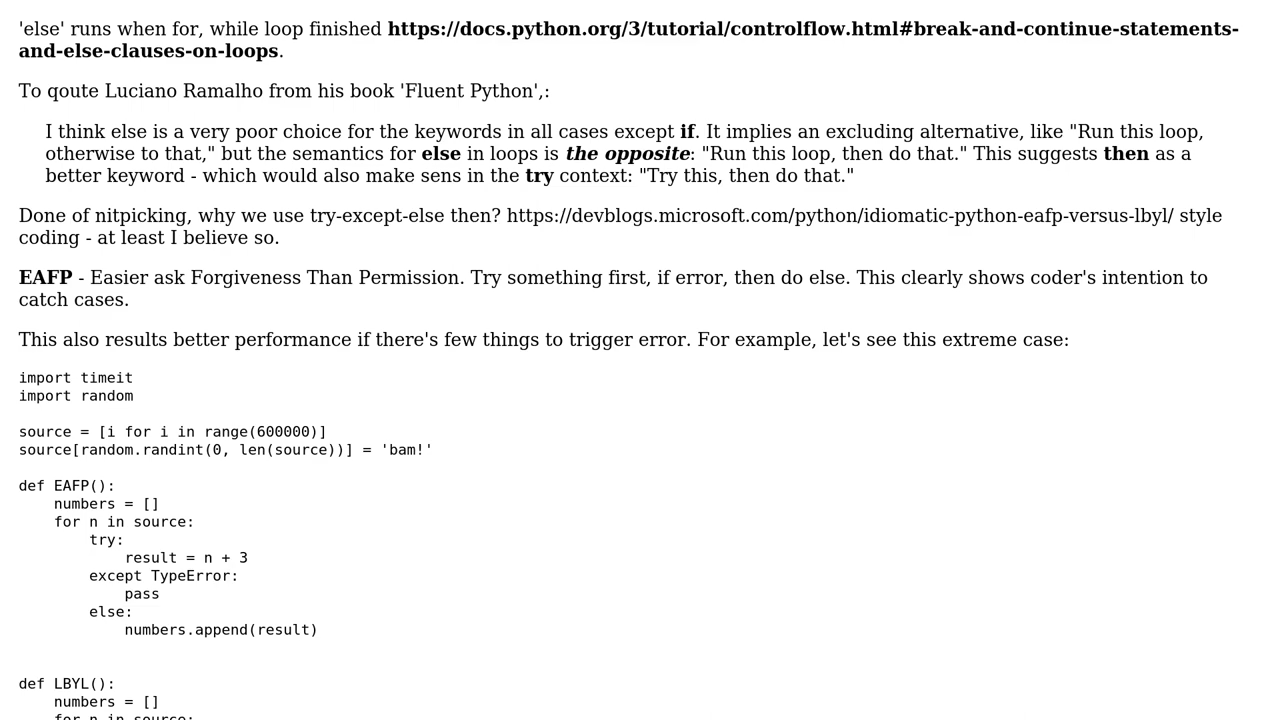 'else' runs when for, while loop finished https://docs.python.org/3/tutorial/controlflow.html#break-and-continue-statements-
and-else-clauses-on-loops.
To qoute Luciano Ramalho from his book 'Fluent Python',:
I think else is a very poor choice for the keywords in all cases except if. It implies an excluding alternative, like "Run this loop,
otherwise to that," but the semantics for else in loops is the opposite: "Run this loop, then do that." This suggests then as a
better keyword - which would also make sens in the try context: "Try this, then do that."
Done of nitpicking, why we use try-except-else then? https://devblogs.microsoft.com/python/idiomatic-python-eafp-versus-lbyl/ style
coding - at least I believe so.
EAFP - Easier ask Forgiveness Than Permission. Try something first, if error, then do else. This clearly shows coder's intention to
catch cases.
This also results better performance if there's few things to trigger error. For example, let's see this extreme case:
import timeit
import random
source = [i for i in range(600000)]
source[random.randint(0, len(source))] = 'bam!'
def EAFP():
    numbers = []
    for n in source:
        try:
            result = n + 3
        except TypeError:
            pass
        else:
            numbers.append(result)
def LBYL():
    numbers = []
    for n in source: